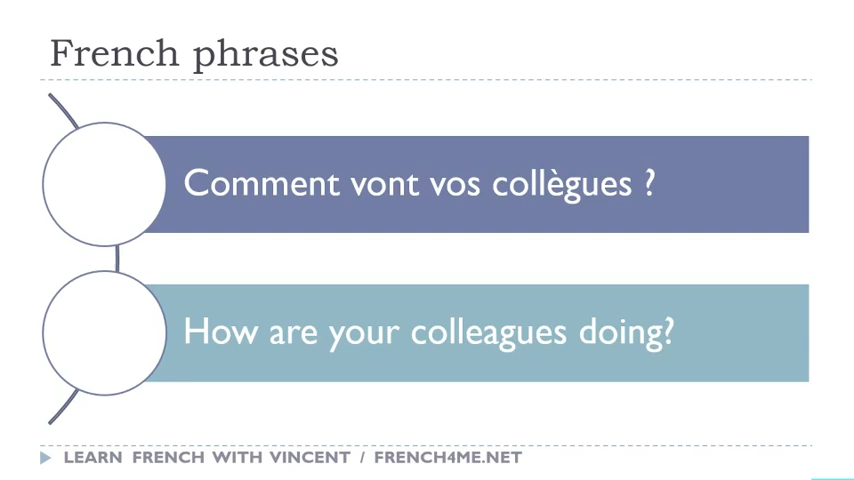 French phrases
Comment vont vos collègues ?
How are your colleagues doing?
LEARN FRENCH WITH VINCENT / FRENCH4ME.NET